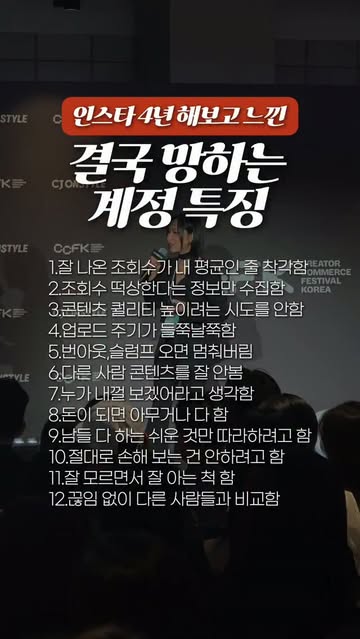 인스타 4년 해보고 느낀
결국 망하는
계정 특징
CJ ONSTYLE
CCFK
1.잘 나온 조회수가 내 평균인 줄 착각함
2.조회수 떡상한다는 정보만 수집함
3.콘텐츠 퀄리티 높이려는 시도를 안함
4.업로드 주기가 들쭉날쭉함
5.번아웃,슬럼프 오면 멈춰버림
6.다른 사람 콘텐츠를 잘 안봄
7.누가 내껄 보겠어라고 생각함
8.돈이 되면 아무거나 다 함
9.남들 다 하는 쉬운 것만 따라하려고 함
10.절대로 손해 보는 건 안하려고 함
11.잘 모르면서 잘 아는 척 함
12.끊임 없이 다른 사람들과 비교함
CREATOR
COMMERCE
FESTIVAL
KOREA